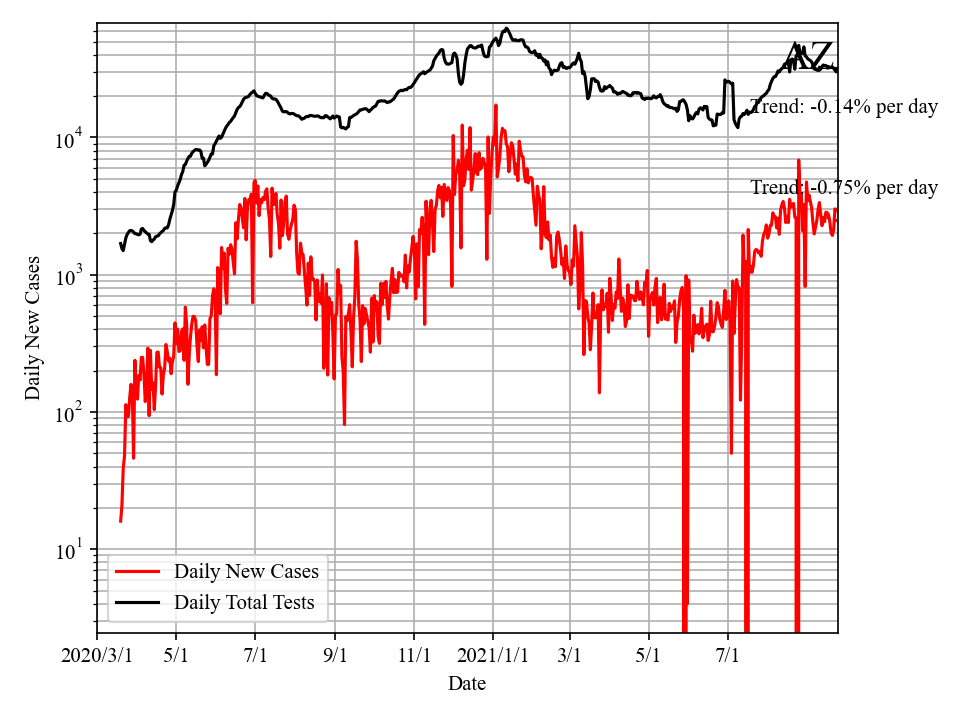 AZ
Trend: -0.14% per day
Trend: -0.75% per day
Daily New Cases
10^4
10^3
10^2
10^1
Daily New Cases
Daily Total Tests
2020/3/1 5/1 7/1 9/1 11/1 2021/1/1 3/1 5/1 7/1
Date